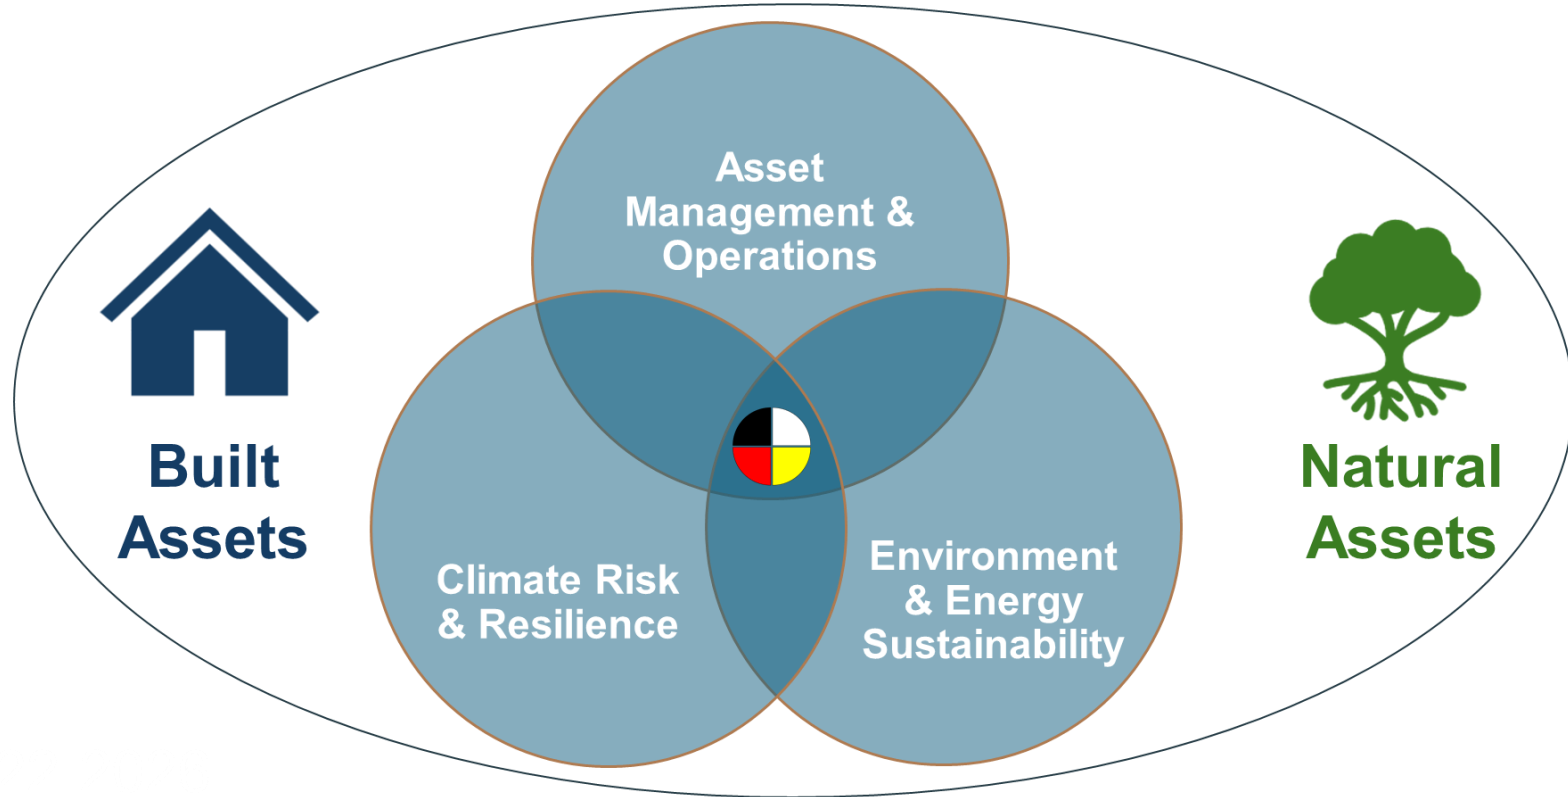 Asset
Management &
Operations
Built
Assets
Climate Risk
& Resilience
Environment
& Energy
Sustainability
Natural
Assets